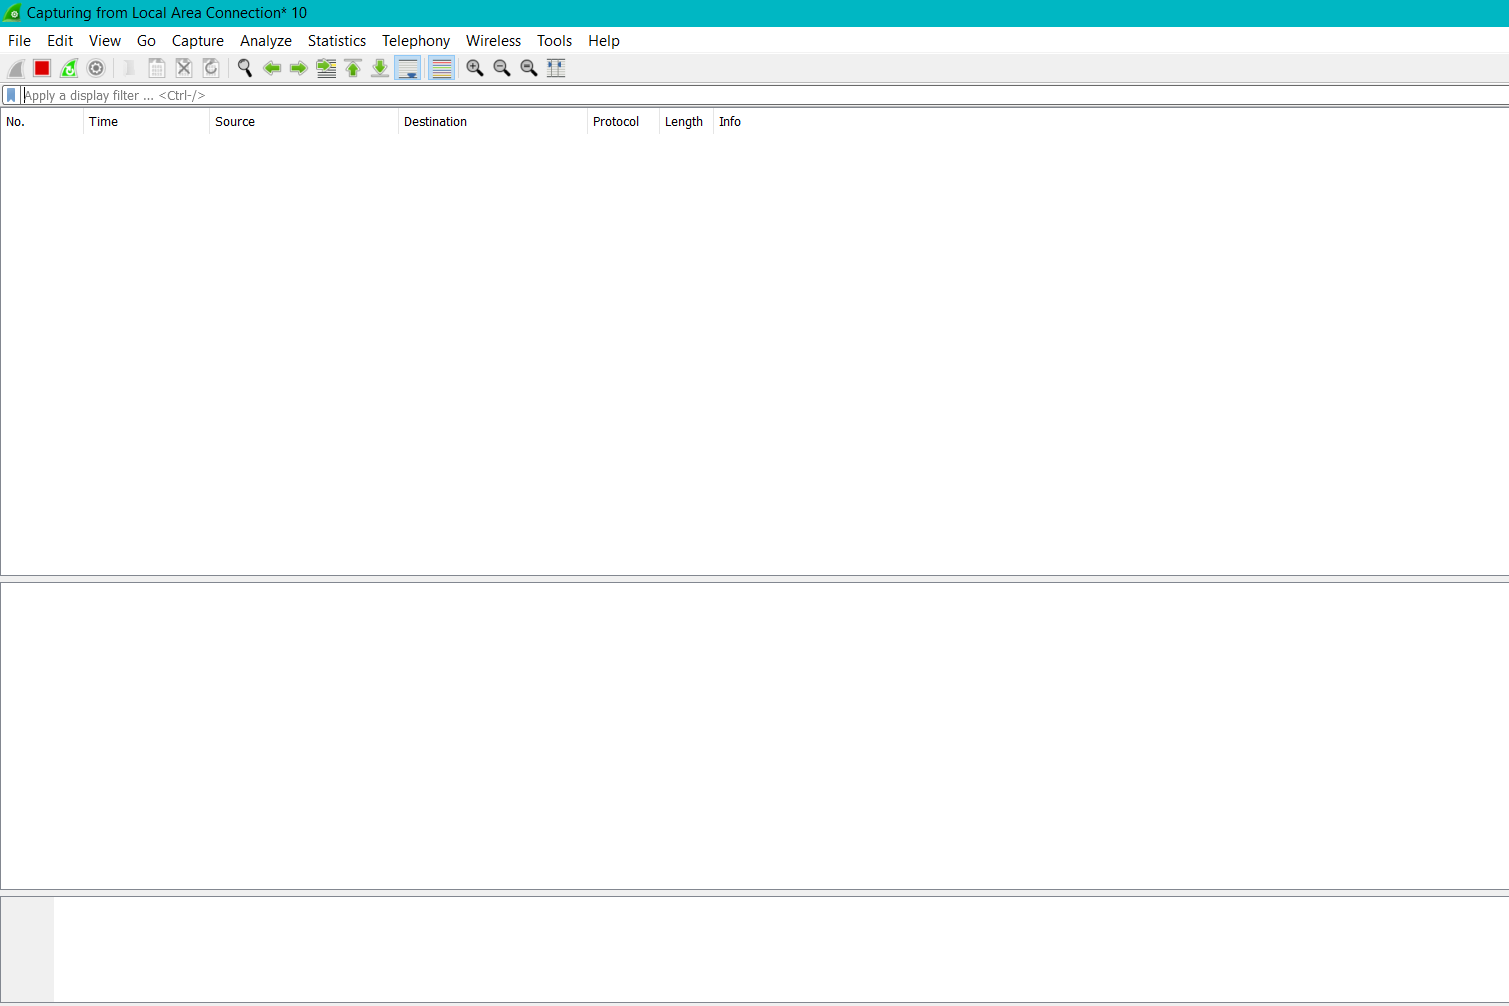 Capturing from Local Area Connection* 10
File Edit View Go Capture Analyze Statistics Telephony Wireless Tools Help
Apply a display filter ... <Ctrl-/>
No. Time Source Destination Protocol Length Info